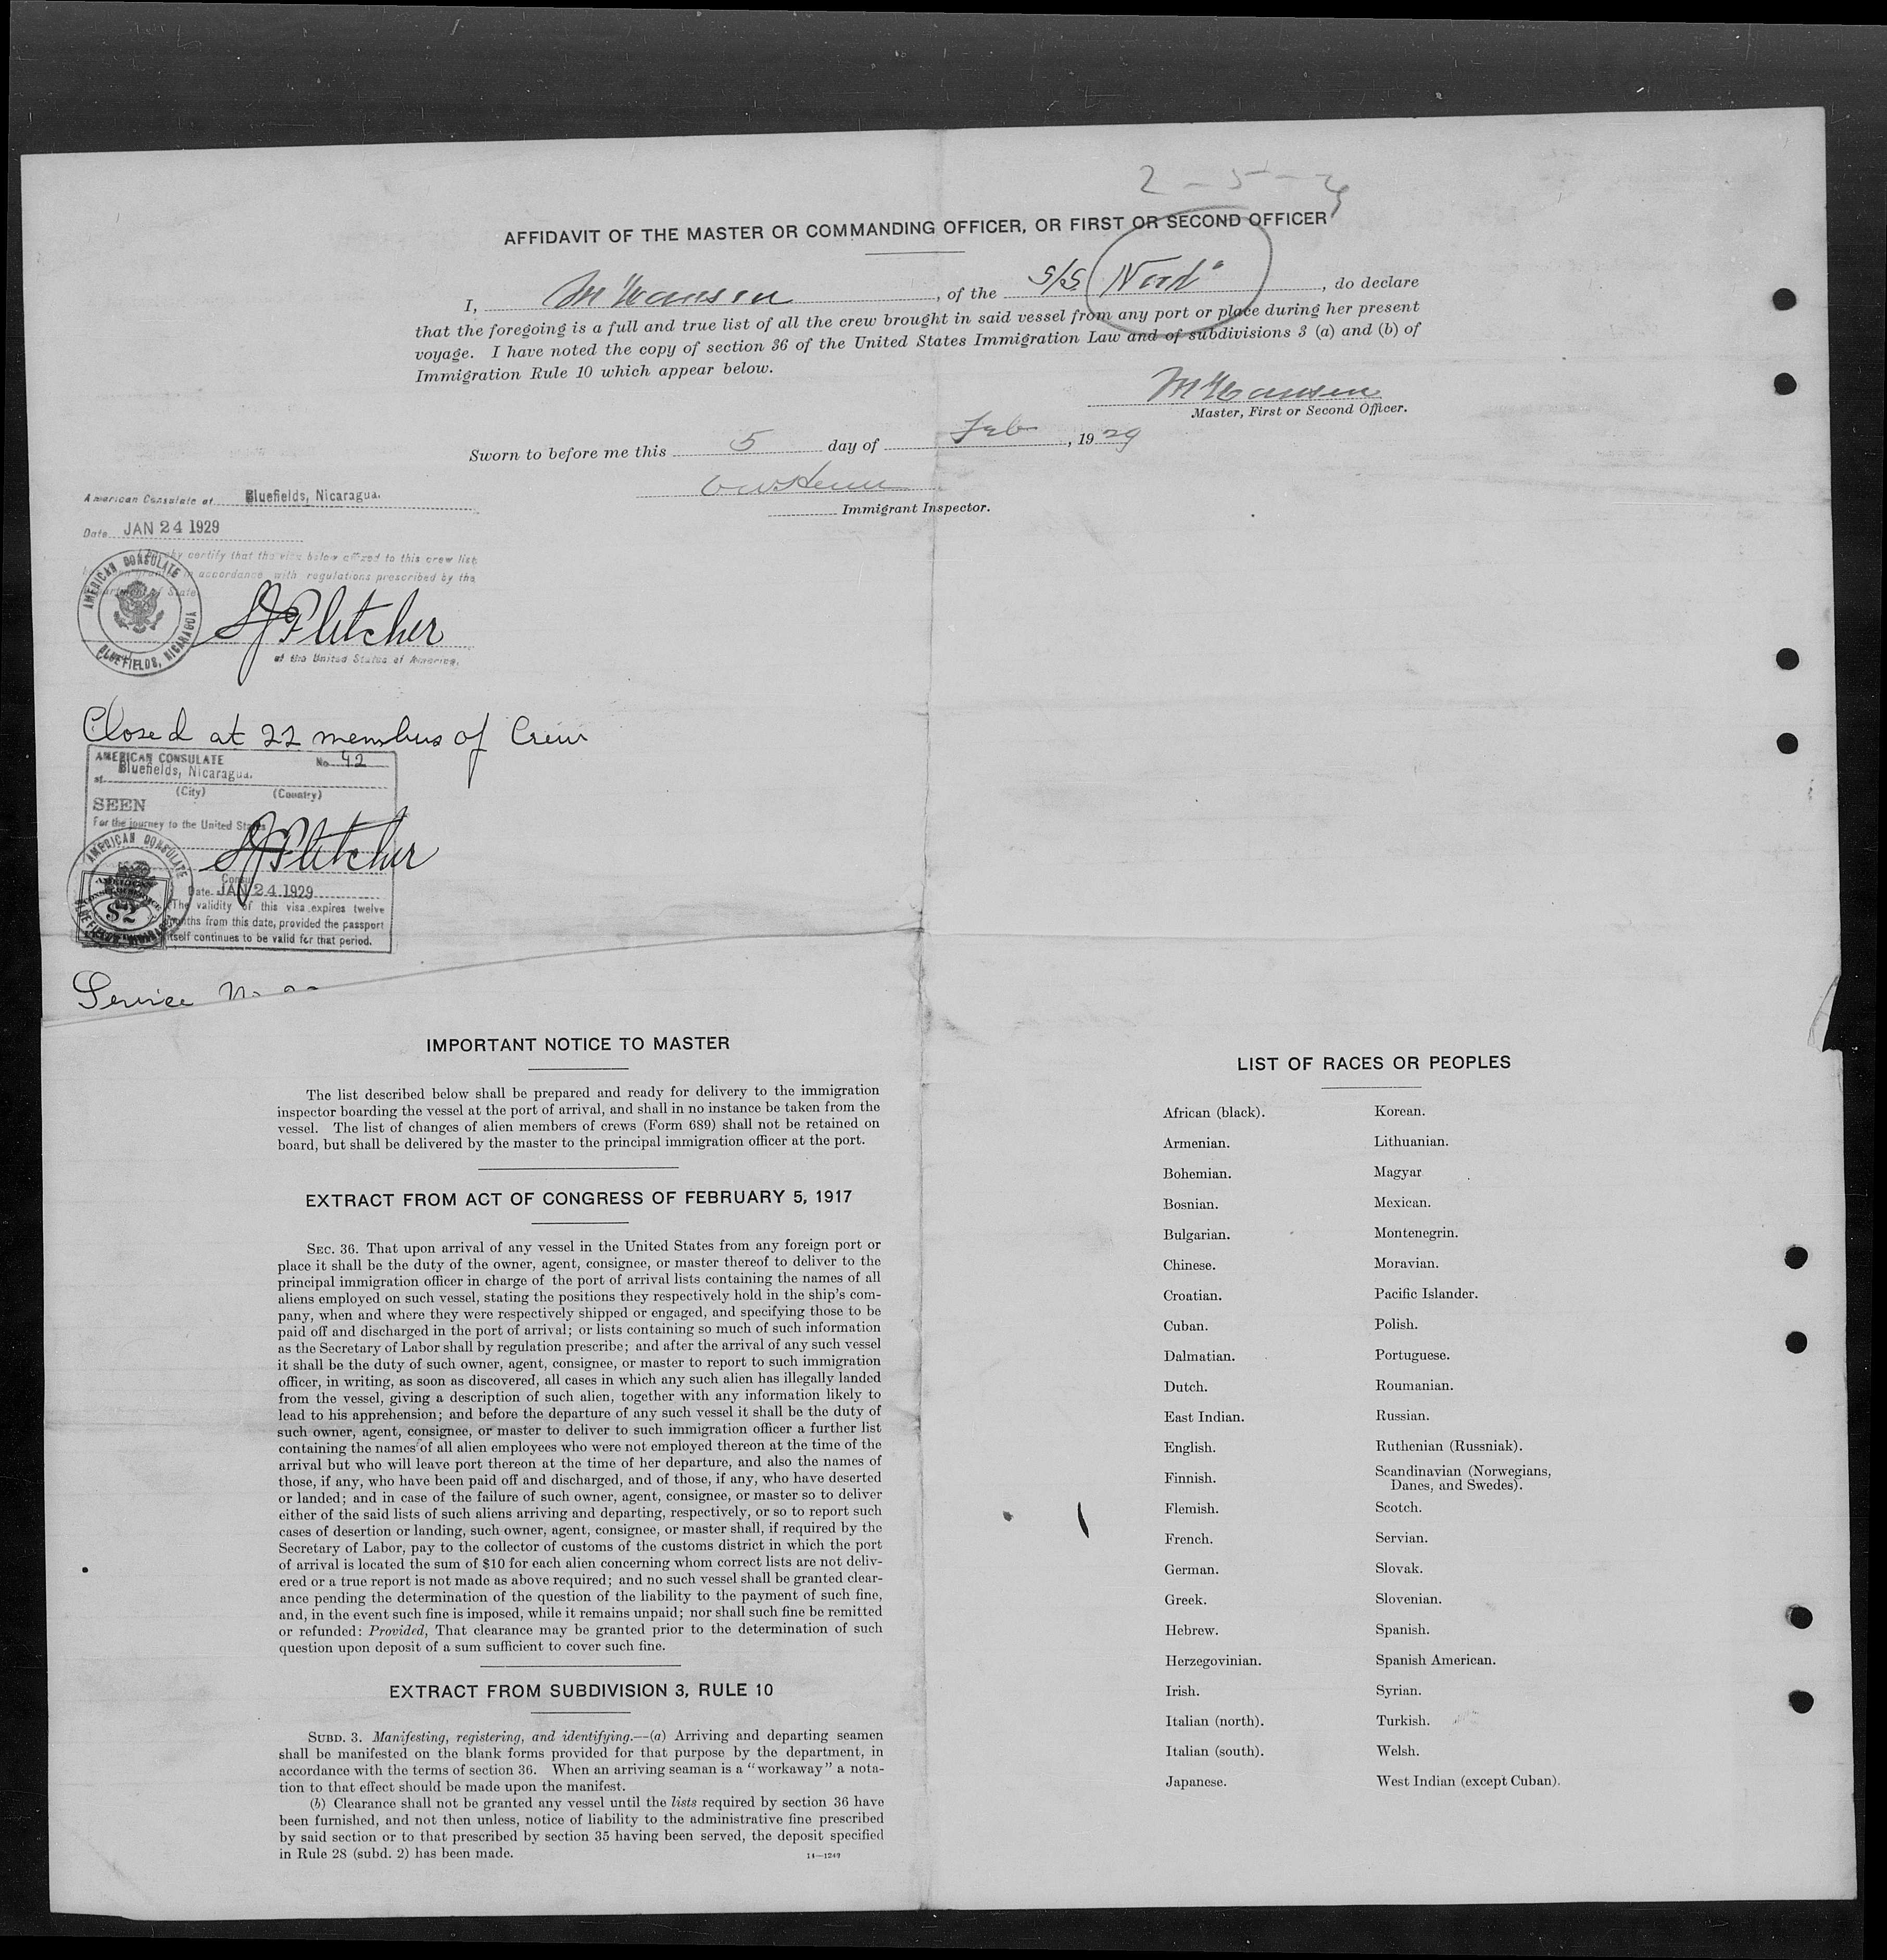 2-5-29
AFFIDAVIT OF THE MASTER OR COMMANDING OFFICER, OR FIRST OR SECOND OFFICER
I, M Hansen, of the S/S "Nord", do declare
that the foregoing is a full and true list of all the crew brought in said vessel from any port or place during her present
voyage. I have noted the copy of section 36 of the United States Immigration Law and of subdivisions 3 (a) and (b) of
Immigration Rule 10 which appear below.
M Hansen
Master, First or Second Officer.
Sworn to before me this 5 day of Feb, 1929
Immigrant Inspector.
American Consulate at Bluefields, Nicaragua.
Date JAN 24 1929
certify that the visa below affixed to this crew list
in accordance with regulations prescribed by the
Department of State
AMERICAN CONSULATE
BLUEFIELDS, NICARAGUA
Fletcher
of the United States of America.
Closed at 22 members of Crew
AMERICAN CONSULATE No. 42
at Bluefields, Nicaragua.
(City) (Country)
SEEN
For the journey to the United States
AMERICAN CONSULATE
Fletcher
Consul
Date JAN 24 1929
$2
The validity of this visa expires twelve
months from this date, provided the passport
itself continues to be valid for that period.
Service No.
IMPORTANT NOTICE TO MASTER
The list described below shall be prepared and ready for delivery to the immigration
inspector boarding the vessel at the port of arrival, and shall in no instance be taken from the
vessel. The list of changes of alien members of crews (Form 689) shall not be retained on
board, but shall be delivered by the master to the principal immigration officer at the port.
EXTRACT FROM ACT OF CONGRESS OF FEBRUARY 5, 1917
SEC. 36. That upon arrival of any vessel in the United States from any foreign port or
place it shall be the duty of the owner, agent, consignee, or master thereof to deliver to the
principal immigration officer in charge of the port of arrival lists containing the names of all
aliens employed on such vessel, stating the positions they respectively hold in the ship's com-
pany, when and where they were respectively shipped or engaged, and specifying those to be
paid off and discharged in the port of arrival; or lists containing so much of such information
as the Secretary of Labor shall by regulation prescribe; and after the arrival of any such vessel
it shall be the duty of such owner, agent, consignee, or master to report to such immigration
officer, in writing, as soon as discovered, all cases in which any such alien has illegally landed
from the vessel, giving a description of such alien, together with any information likely to
lead to his apprehension; and before the departure of any such vessel it shall be the duty of
such owner, agent, consignee, or master to deliver to such immigration officer a further list
containing the names of all alien employees who were not employed thereon at the time of the
arrival but who will leave port thereon at the time of her departure, and also the names of
those, if any, who have been paid off and discharged, and of those, if any, who have deserted
or landed; and in case of the failure of such owner, agent, consignee, or master so to deliver
either of the said lists of such aliens arriving and departing, respectively, or so to report such
cases of desertion or landing, such owner, agent, consignee, or master shall, if required by the
Secretary of Labor, pay to the collector of customs of the customs district in which the port
of arrival is located the sum of $10 for each alien concerning whom correct lists are not deliv-
ered or a true report is not made as above required; and no such vessel shall be granted clear-
ance pending the determination of the question of the liability to the payment of such fine,
and, in the event such fine is imposed, while it remains unpaid; nor shall such fine be remitted
or refunded: Provided, That clearance may be granted prior to the determination of such
question upon deposit of a sum sufficient to cover such fine.
EXTRACT FROM SUBDIVISION 3, RULE 10
SUBD. 3. Manifesting, registering, and identifying.—(a) Arriving and departing seamen
shall be manifested on the blank forms provided for that purpose by the department, in
accordance with the terms of section 36. When an arriving seaman is a "workaway" a nota-
tion to that effect should be made upon the manifest.
(b) Clearance shall not be granted any vessel until the lists required by section 36 have
been furnished, and not then unless, notice of liability to the administrative fine prescribed
by said section or to that prescribed by section 35 having been served, the deposit specified
in Rule 28 (subd. 2) has been made.
14—1249
LIST OF RACES OR PEOPLES
African (black). Korean.
Armenian. Lithuanian.
Bohemian. Magyar
Bosnian. Mexican.
Bulgarian. Montenegrin.
Chinese. Moravian.
Croatian. Pacific Islander.
Cuban. Polish.
Dalmatian. Portuguese.
Dutch. Roumanian.
East Indian. Russian.
English. Ruthenian (Russniak).
Finnish. Scandinavian (Norwegians,
Danes, and Swedes).
Flemish. Scotch.
French. Servian.
German. Slovak.
Greek. Slovenian.
Hebrew. Spanish.
Herzegovinian. Spanish American.
Irish. Syrian.
Italian (north). Turkish.
Italian (south). Welsh.
Japanese. West Indian (except Cuban).